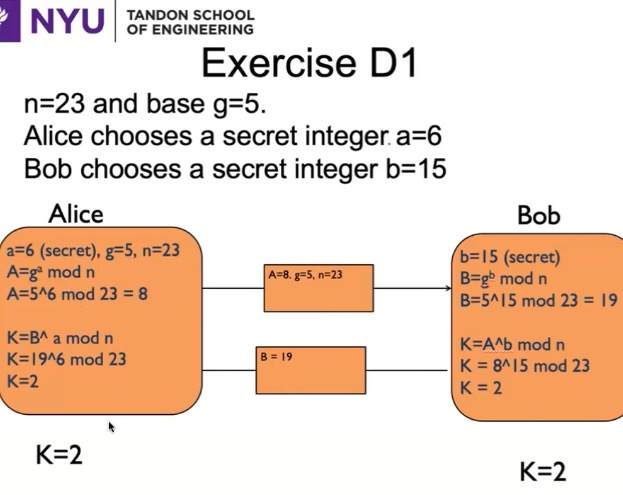 NYU
TANDON SCHOOL
OF ENGINEERING
Exercise D1
n=23 and base g=5.
Alice chooses a secret integer. a=6
Bob chooses a secret integer b=15
Alice
a=6 (secret), g=5, n=23
A=gᵃ mod n
A=5^6 mod 23 = 8
K=B^ a mod n
K=19^6 mod 23
K=2
K=2
A=8. g=5, n=23
B = 19
Bob
b=15 (secret)
B=gᵇ mod n
B=5^15 mod 23 = 19
K=A^b mod n
K = 8^15 mod 23
K = 2
K=2